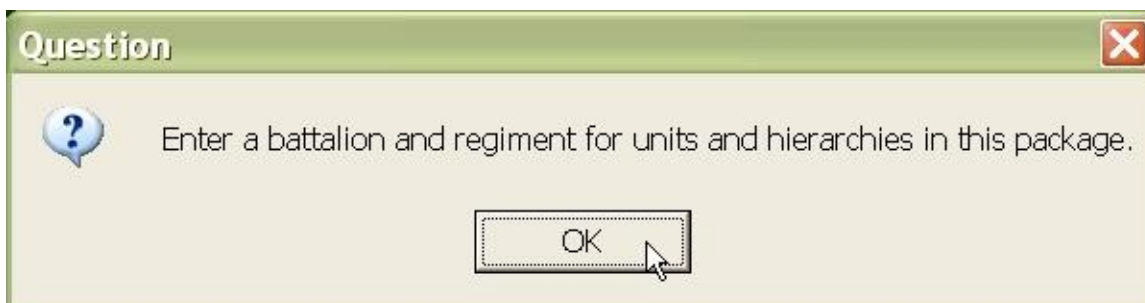 Question
Enter a battalion and regiment for units and hierarchies in this package.
OK